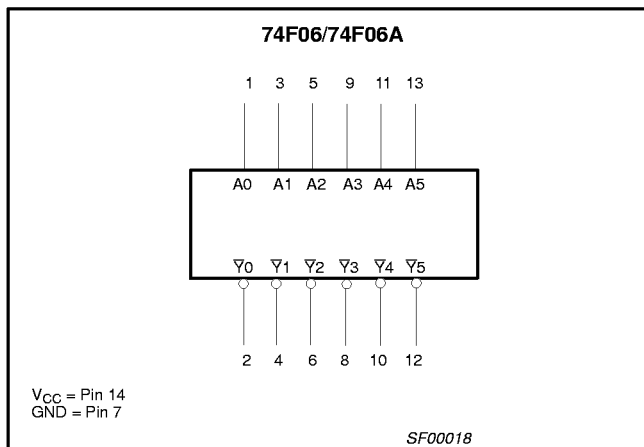 74F06/74F06A
1 3 5 9 11 13
A0 A1 A2 A3 A4 A5
Y0 Y1 Y2 Y3 Y4 Y5
2 4 6 8 10 12
VCC = Pin 14
GND = Pin 7
SF00018